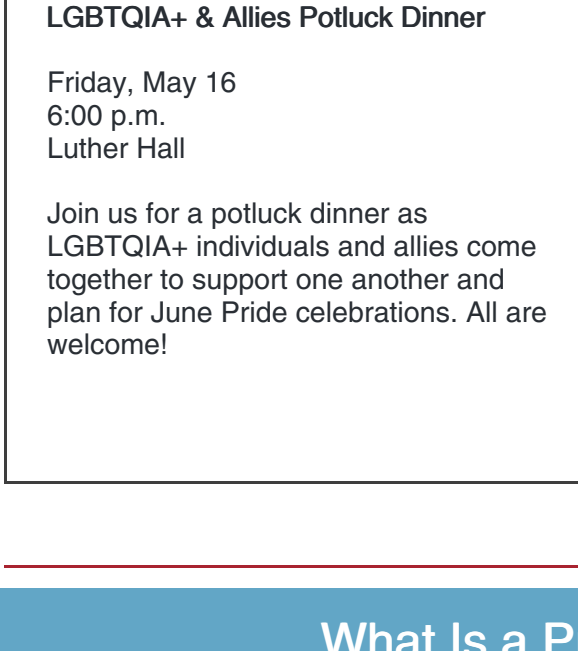 LGBTQIA+ & Allies Potluck Dinner
Friday, May 16
6:00 p.m.
Luther Hall
Join us for a potluck dinner as
LGBTQIA+ individuals and allies come
together to support one another and
plan for June Pride celebrations. All are
welcome!
What Is a P